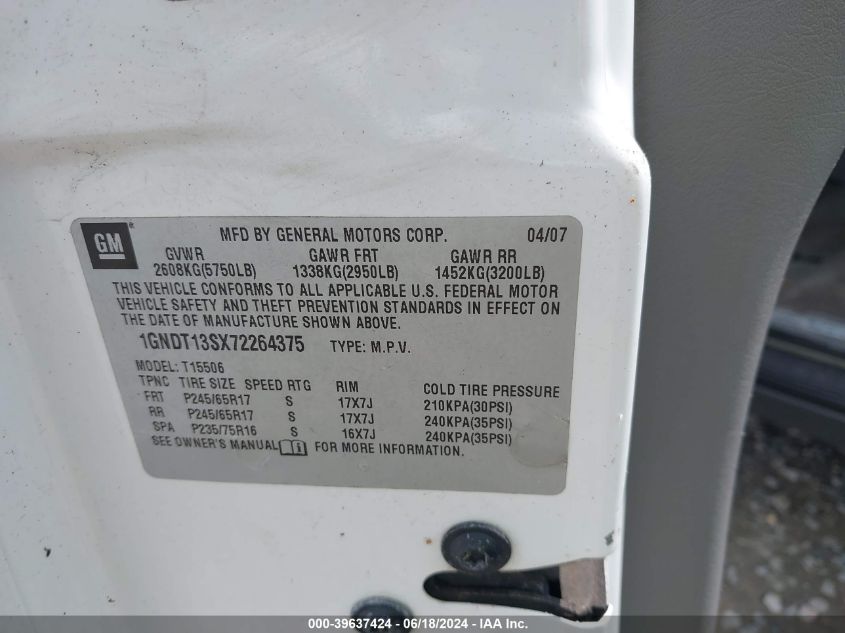 GM
MFD BY GENERAL MOTORS CORP. 04/07
GVWR GAWR FRT GAWR RR
2608KG(5750LB) 1338KG(2950LB) 1452KG(3200LB)
THIS VEHICLE CONFORMS TO ALL APPLICABLE U.S. FEDERAL MOTOR
VEHICLE SAFETY AND THEFT PREVENTION STANDARDS IN EFFECT ON
THE DATE OF MANUFACTURE SHOWN ABOVE.
1GNDT13SX72264375 TYPE: M.P.V.
MODEL: T15506
TPNC TIRE SIZE SPEED RTG RIM COLD TIRE PRESSURE
FRT P245/65R17 S 17X7J 210KPA(30PSI)
RR P245/65R17 S 17X7J 240KPA(35PSI)
SPA P235/75R16 S 16X7J 240KPA(35PSI)
SEE OWNER'S MANUAL FOR MORE INFORMATION.
000-39637424 - 06/18/2024 - IAA Inc.